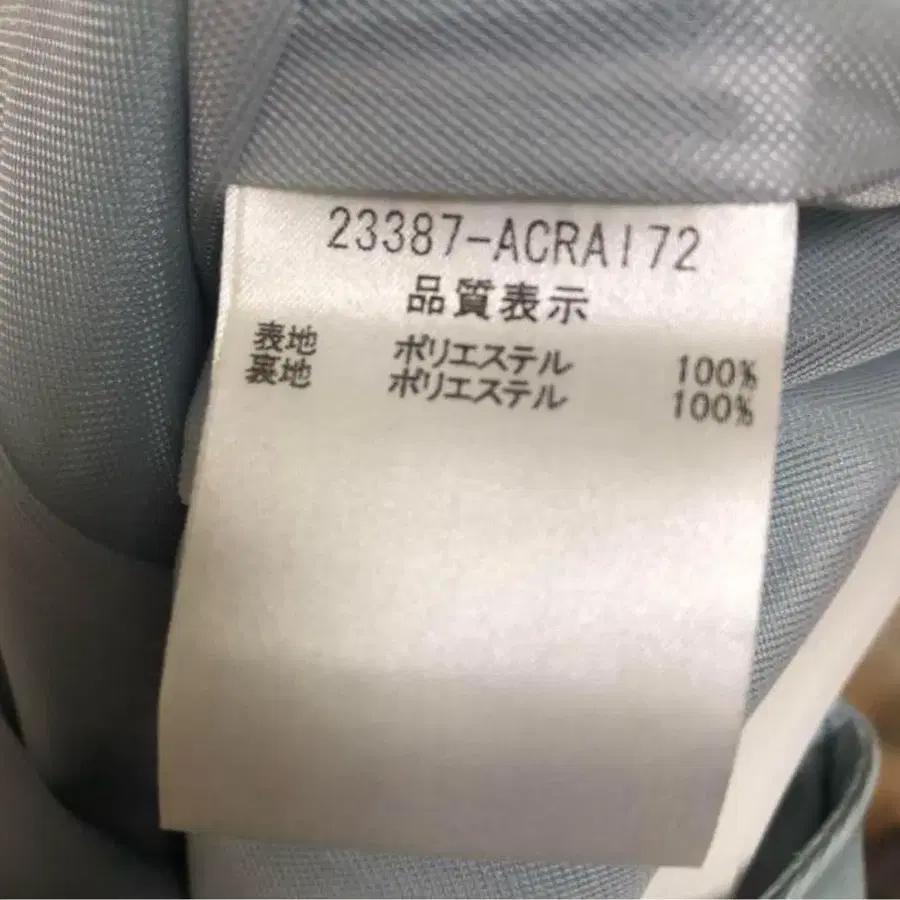 23387-ACRA172
品質表示
表地 ポリエステル 100%
裏地 ポリエステル 100%